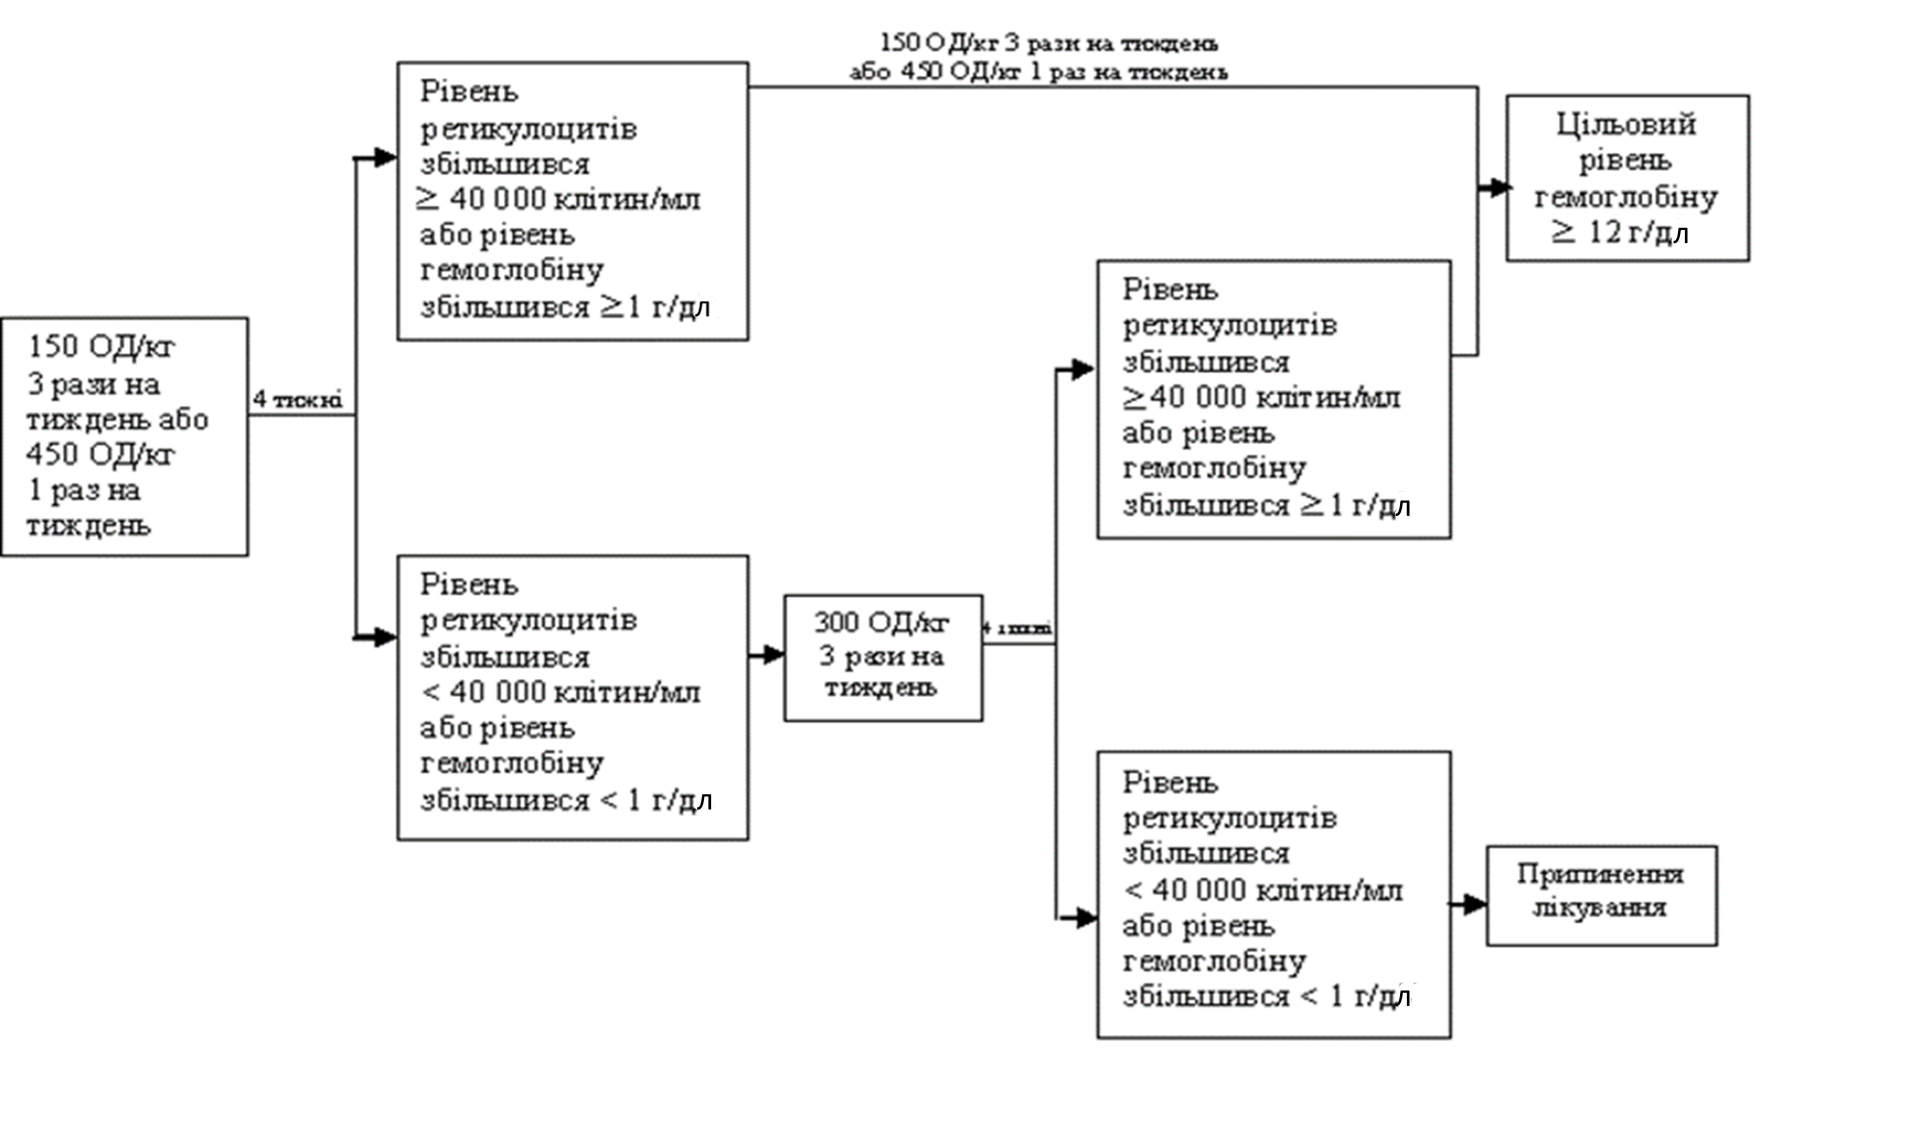 150 ОД/кг 3 рази на тиждень
або 450 ОД/кг 1 раз на тиждень
Рівень
ретикулоцитів
збільшився
≥ 40 000 клітин/мл
або рівень
гемоглобіну
збільшився ≥ 1 г/дл
Цільовий
рівень
гемоглобіну
≥ 12 г/дл
150 ОД/кг
3 рази на
тиждень або
450 ОД/кг
1 раз на
тиждень
4 тижні
Рівень
ретикулоцитів
збільшився
≥ 40 000 клітин/мл
або рівень
гемоглобіну
збільшився ≥ 1 г/дл
Рівень
ретикулоцитів
збільшився
< 40 000 клітин/мл
або рівень
гемоглобіну
збільшився < 1 г/дл
300 ОД/кг
3 рази на
тиждень
4 тижні
Рівень
ретикулоцитів
збільшився
< 40 000 клітин/мл
або рівень
гемоглобіну
збільшився < 1 г/дл
Припинення
лікування